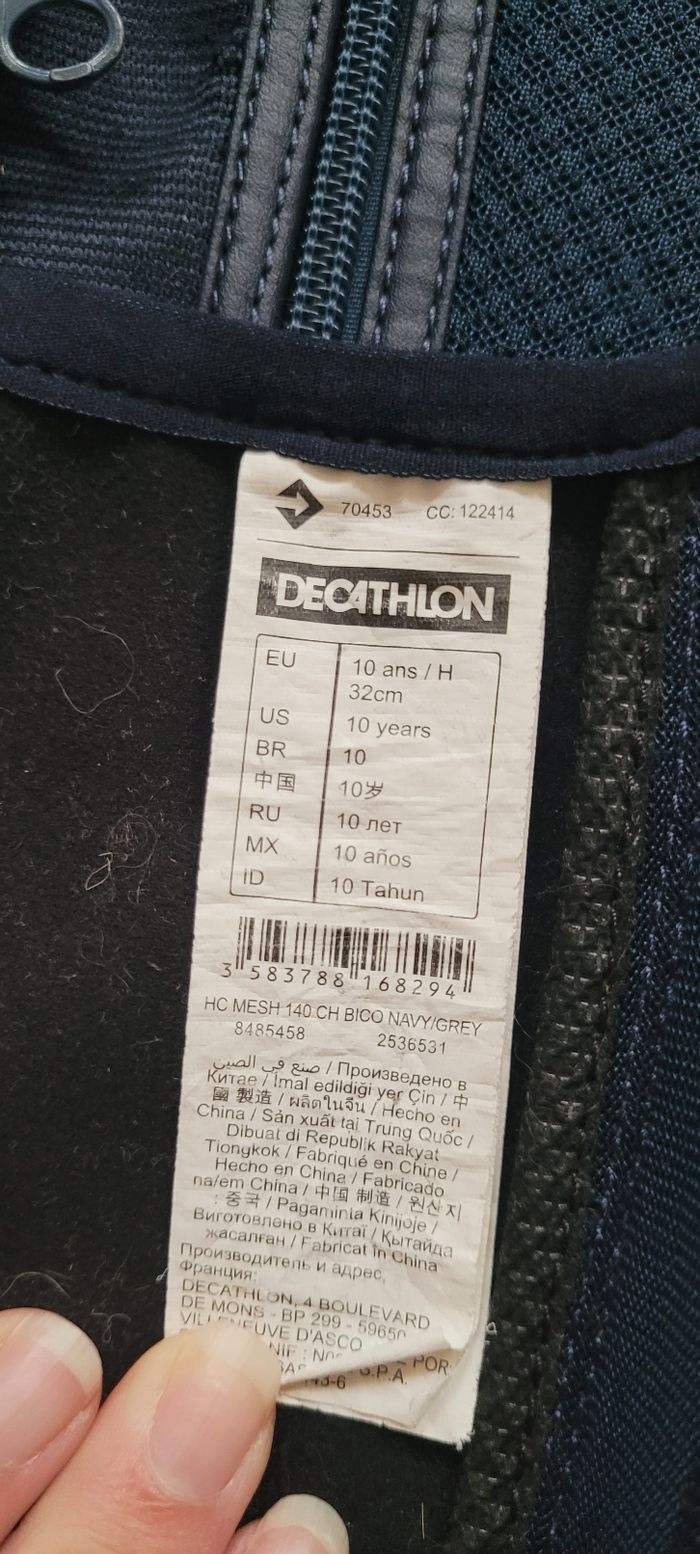 70453 CC: 122414
DECATHLON
EU 10 ans / H
32cm
US 10 years
BR 10
中国 10岁
RU 10 лет
MX 10 años
ID 10 Tahun
3 583788 168294
HC MESH 140 CH BICO NAVY/GREY
8485458 2536531
صنع في الصين / Произведено в
Китае / İmal edildiği yer Çin / 中
國 製造 / ผลิตในจีน / Hecho en
China / Sản xuất tại Trung Quốc /
Dibuat di Republik Rakyat
Tiongkok / Fabriqué en Chine /
Hecho en China / Fabricado
na/em China / 中国 制造 / 원산지
: 중국 / Pagaminta Kinijoje /
Виготовлено в Китаї / Қытайда
жасалған / Fabricat în China
Производитель и адрес,
Франция:
DECATHLON, 4 BOULEVARD
DE MONS - BP 299 - 59650
VILLENEUVE D'ASCO
NIF : - POR
S.P.A.
43-6